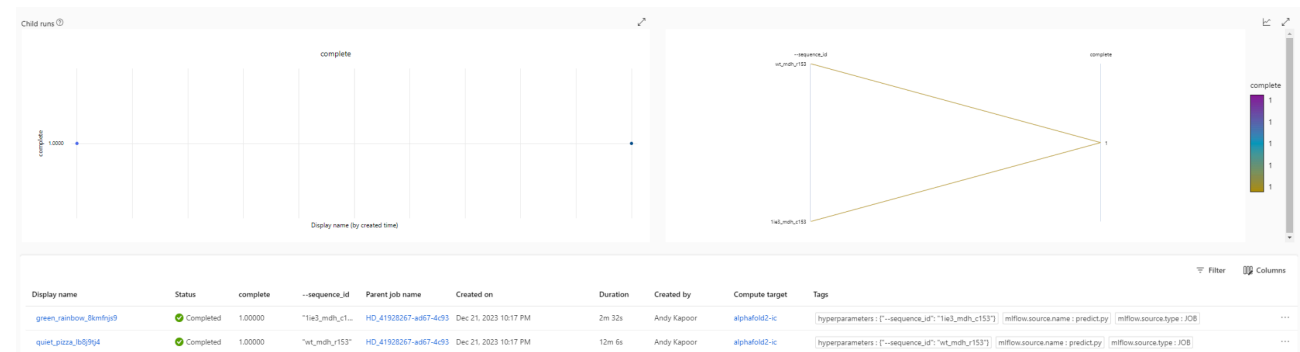 Child runs
complete
complete
1.0000
Display name (by created time)
--sequence_id
complete
wt_mdh_r153
1
1ie3_mdh_c153
complete
1
1
1
1
1
Filter Columns
Display name Status complete --sequence_id Parent job name Created on Duration Created by Compute target Tags
green_rainbow_8kmfnjs9 Completed 1.00000 "1ie3_mdh_c1... HD_41928267-ad67-4c93 Dec 21, 2023 10:17 PM 2m 32s Andy Kapoor alphafold2-ic hyperparameters : {"--sequence_id": "1ie3_mdh_c153"} mlflow.source.name : predict.py mlflow.source.type : JOB ...
quiet_pizza_lb8j9tj4 Completed 1.00000 "wt_mdh_r153" HD_41928267-ad67-4c93 Dec 21, 2023 10:17 PM 12m 6s Andy Kapoor alphafold2-ic hyperparameters : {"--sequence_id": "wt_mdh_r153"} mlflow.source.name : predict.py mlflow.source.type : JOB ...